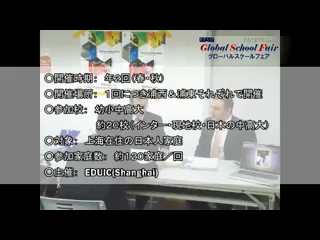 Global School Fair
グローバルスクールフェア
○開催時期： 年2回（春・秋）
○開催場所： 1回につき浦西＆浦東それぞれで開催
○参加校： 幼小中高大
約20校（インター・現地校・日本の中高大）
○対象： 上海在住の日本人家庭
○参加家庭数： 約120家庭／回
○主催： EDUIC(Shanghai)